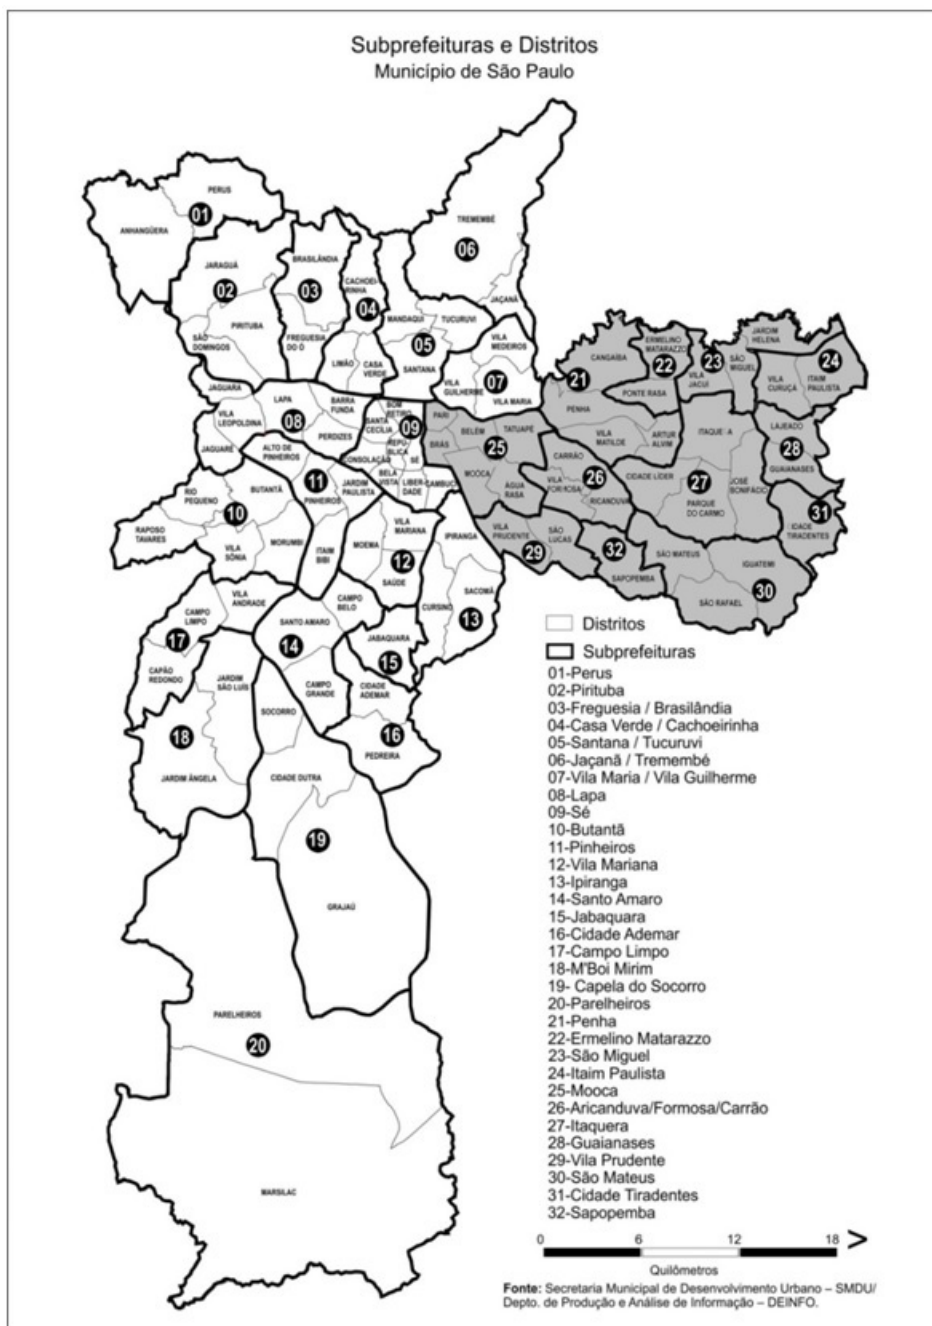 Subprefeituras e Distritos
Município de São Paulo
PERUS
01
ANHANGÜERA
TREMEMBÉ
06
JAÇANÃ
JARAGUÁ
02
PIRITUBA
SÃO
DOMINGOS
BRASILÂNDIA
03
FREGUESIA
DO Ó
CACHOEI-
RINHA
04
LIMÃO
CASA
VERDE
MANDAQUI
TUCURUVI
05
SANTANA
VILA
MEDEIROS
07
VILA
GUILHERME
VILA MARIA
CANGAÍBA
21
PENHA
VILA
MATILDE
ARTUR
ALVIM
ERMELINO
MATARAZZO
22
PONTE RASA
23
VILA
JACUÍ
SÃO
MIGUEL
JARDIM
HELENA
24
VILA
CURUÇÁ
ITAIM
PAULISTA
JAGUARA
LAPA
08
BARRA
FUNDA
VILA
LEOPOLDINA
PERDIZES
JAGUARÉ
ALTO DE
PINHEIROS
BOM
RETIRO
SANTA
CECÍLIA
09
REPÚ-
BLICA
SÉ
CONSOLAÇÃO
BELA
VISTA
LIBER-
DADE
CAMBUCI
PARI
BRÁS
BELÉM
TATUAPÉ
25
MOÓCA
ÁGUA
RASA
CARRÃO
VILA
FORMOSA
26
RICANDUVA
ITAQUE A
CIDADE LÍDER
27
PARQUE
DO CARMO
JOSÉ
BONIFÁCIO
LAJEADO
28
GUAIANASES
31
IDADE
TIRADENTES
RIO
PEQUENO
BUTANTÃ
10
RAPOSO
TAVARES
VILA
SÔNIA
MORUMBI
11
PINHEIROS
JARDIM
PAULISTA
ITAIM
BIBI
MOEMA
VILA
MARIANA
12
SAÚDE
IPIRANGA
CURSINO
SACOMÃ
13
VILA
PRUDENTE
29
SÃO
LUCAS
32
SAPOPEMBA
SÃO MATEUS
IGUATEMI
SÃO RAFAEL
30
VILA
ANDRADE
CAMPO
LIMPO
17
CAPÃO
REDONDO
CAMPO
BELO
SANTO AMARO
14
CAMPO
GRANDE
JABAQUARA
15
CIDADE
ADEMAR
16
PEDREIRA
JARDIM
SÃO LUÍS
18
JARDIM ÂNGELA
SOCORRO
CIDADE DUTRA
19
GRAJAÚ
PARELHEIROS
20
MARSILAC
Distritos
Subprefeituras
01-Perus
02-Pirituba
03-Freguesia / Brasilândia
04-Casa Verde / Cachoeirinha
05-Santana / Tucuruvi
06-Jaçanã / Tremembé
07-Vila Maria / Vila Guilherme
08-Lapa
09-Sé
10-Butantã
11-Pinheiros
12-Vila Mariana
13-Ipiranga
14-Santo Amaro
15-Jabaquara
16-Cidade Ademar
17-Campo Limpo
18-M'Boi Mirim
19- Capela do Socorro
20-Parelheiros
21-Penha
22-Ermelino Matarazzo
23-São Miguel
24-Itaim Paulista
25-Mooca
26-Aricanduva/Formosa/Carrão
27-Itaquera
28-Guaianases
29-Vila Prudente
30-São Mateus
31-Cidade Tiradentes
32-Sapopemba
0 6 12 18
Quilômetros
Fonte: Secretaria Municipal de Desenvolvimento Urbano – SMDU/
Depto. de Produção e Análise de Informação – DEINFO.